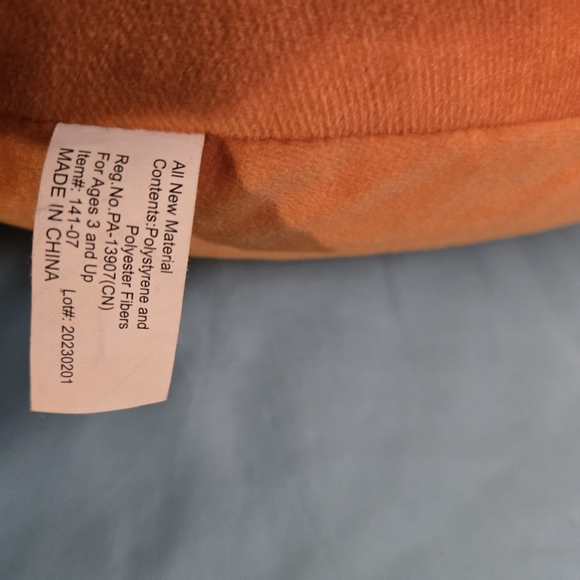 All New Material
Contents:Polystyrene and
Polyester Fibers
Reg.No.PA-13907(CN)
For Ages 3 and Up
Item#: 141-07 Lot#: 20230201
MADE IN CHINA